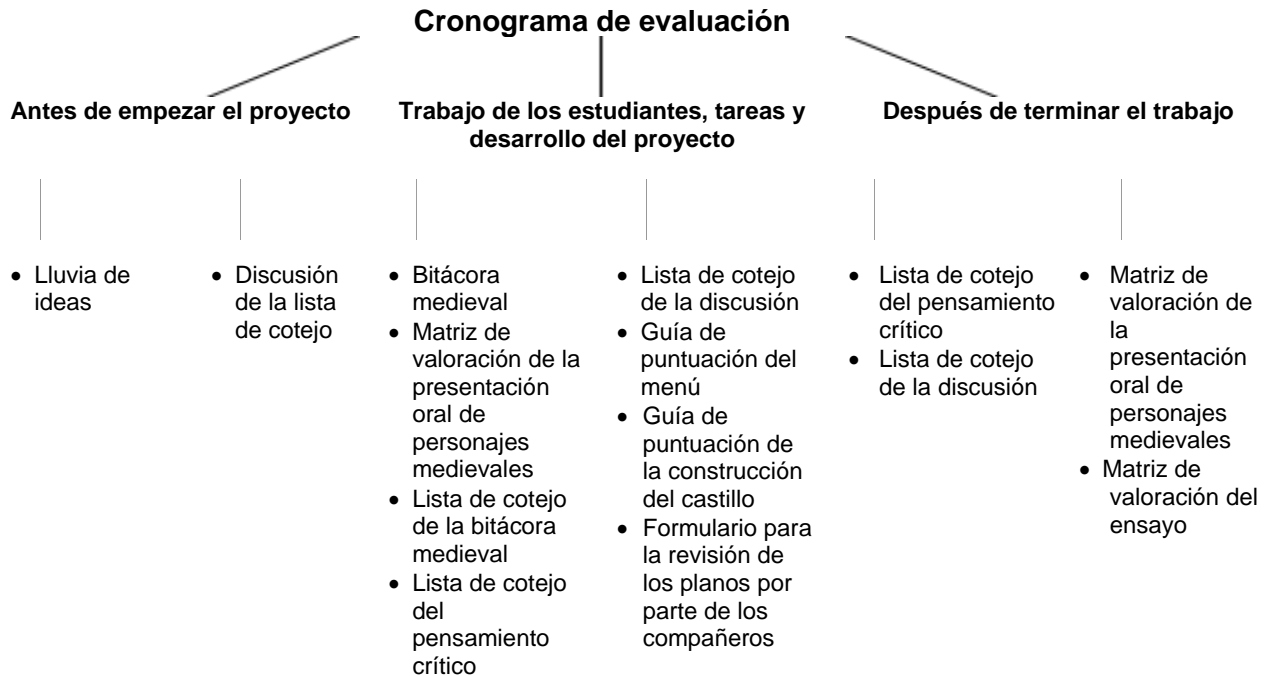 Cronograma de evaluación
Antes de empezar el proyecto
Trabajo de los estudiantes, tareas y
desarrollo del proyecto
Después de terminar el trabajo
• Lluvia de
ideas
• Discusión
de la lista
de cotejo
• Bitácora
medieval
• Matriz de
valoración de la
presentación
oral de
personajes
medievales
• Lista de cotejo
de la bitácora
medieval
• Lista de cotejo
del
pensamiento
crítico
• Lista de cotejo
de la discusión
• Guía de
puntuación del
menú
• Guía de
puntuación de
la construcción
del castillo
• Formulario para
la revisión de
los planos por
parte de los
compañeros
• Lista de cotejo
del pensamiento
crítico
• Lista de cotejo
de la discusión
• Matriz de
valoración de
la
presentación
oral de
personajes
medievales
• Matriz de
valoración del
ensayo